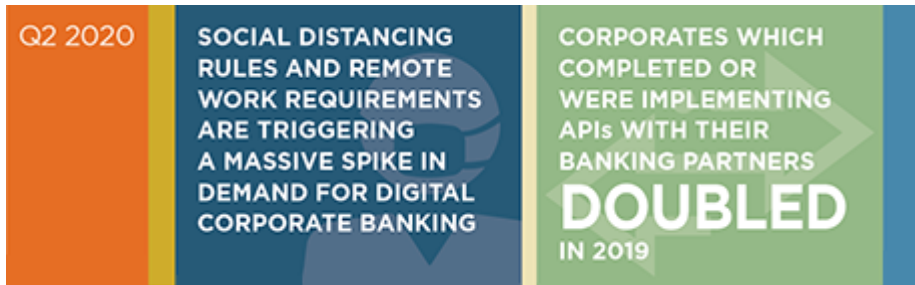 Q2 2020
SOCIAL DISTANCING
RULES AND REMOTE
WORK REQUIREMENTS
ARE TRIGGERING
A MASSIVE SPIKE IN
DEMAND FOR DIGITAL
CORPORATE BANKING
CORPORATES WHICH
COMPLETED OR
WERE IMPLEMENTING
APIs WITH THEIR
BANKING PARTNERS
DOUBLED
IN 2019